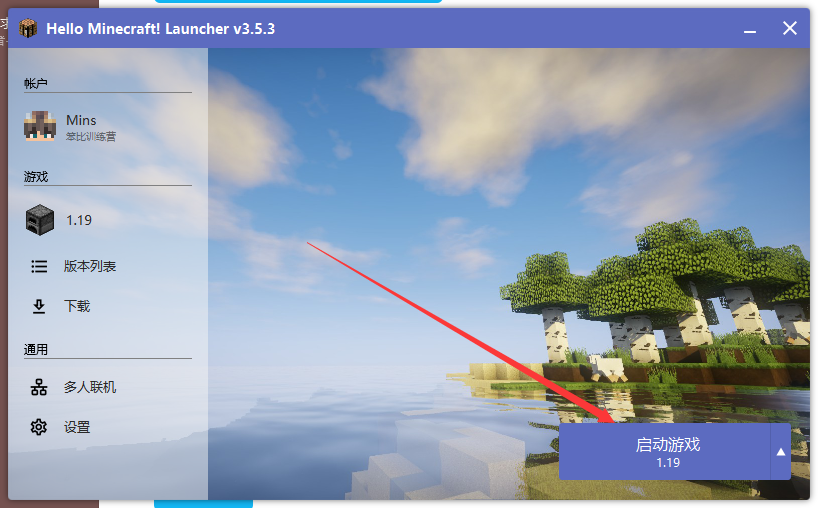 Hello Minecraft! Launcher v3.5.3
帐户
Mins
笨比训练营
游戏
1.19
版本列表
下载
通用
多人联机
设置
启动游戏
1.19